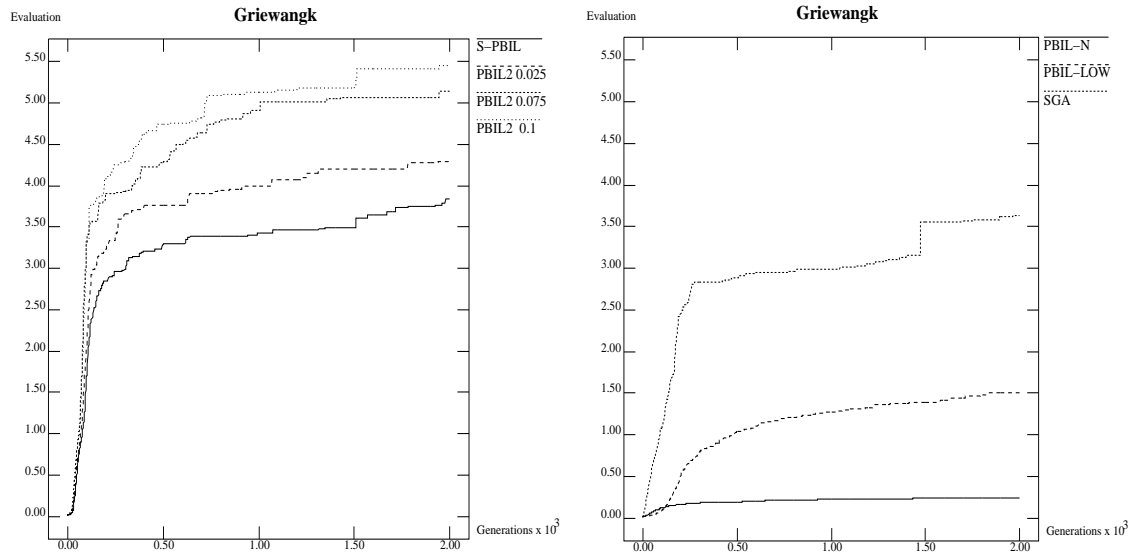 Evaluation
Griewangk
S-PBIL
PBIL2 0.025
PBIL2 0.075
PBIL2 0.1
5.50
5.00
4.50
4.00
3.50
3.00
2.50
2.00
1.50
1.00
0.50
0.00
Generations x 10^3
0.00 0.50 1.00 1.50 2.00
Evaluation
Griewangk
PBIL-N
PBIL-LOW
SGA
5.50
5.00
4.50
4.00
3.50
3.00
2.50
2.00
1.50
1.00
0.50
0.00
Generations x 10^3
0.00 0.50 1.00 1.50 2.00